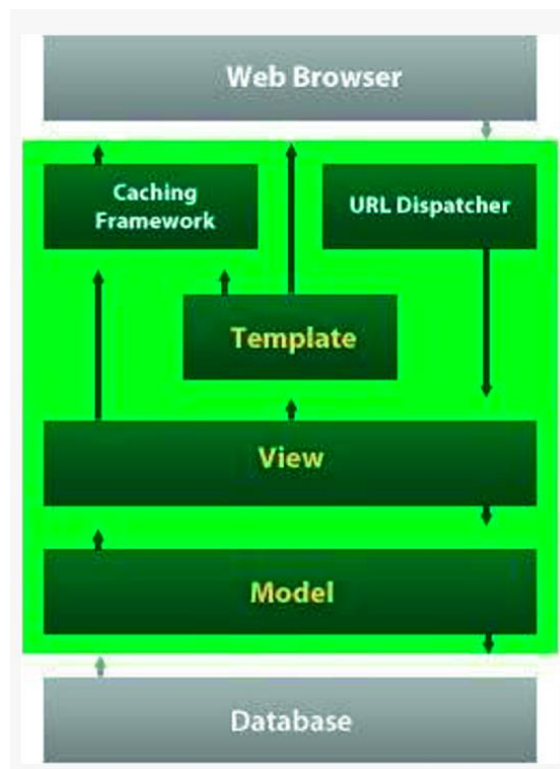 Web Browser
Caching
Framework
URL Dispatcher
Template
View
Model
Database